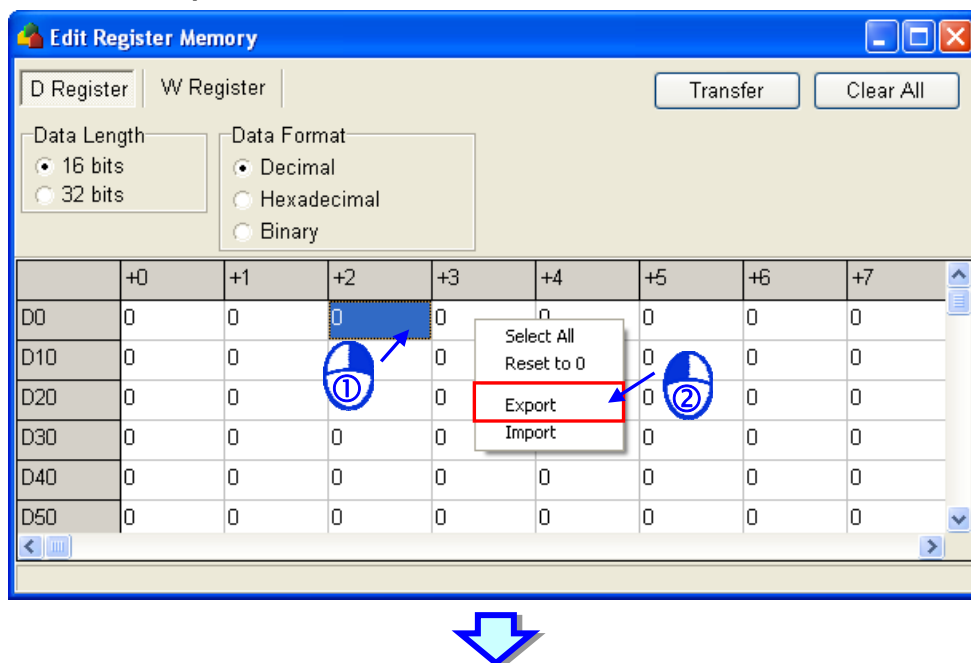 Edit Register Memory
D Register W Register Transfer Clear All
Data Length Data Format
16 bits Decimal
32 bits Hexadecimal
Binary
+0 +1 +2 +3 +4 +5 +6 +7
D0 0 0 0 0 0 0 0 0
Select All
D10 0 0 0 Reset to 0 0 0 0
① 
D20 0 0 0 Export 0 ② 0 0
D30 0 0 0 0 Import 0 0 0
D40 0 0 0 0 0 0 0 0
D50 0 0 0 0 0 0 0 0